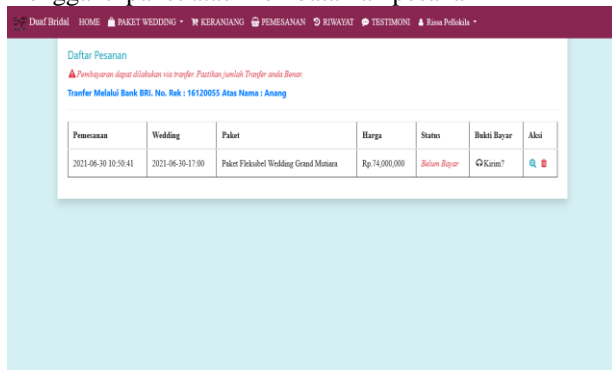 Duaf Bridal HOME PAKET WEDDING KERANJANG PEMESANAN RIWAYAT TESTIMONI Rissa Pellokila
Daftar Pesanan
Pembayaran dapat dilakukan via tranfer. Pastikan jumlah Tranfer anda Benar.
Tranfer Melalui Bank BRI. No. Rek : 16120055 Atas Nama : Anang
Pemesanan Wedding Paket Harga Status Bukti Bayar Aksi
2021-06-30 10:50:41 2021-06-30-17:00 Paket Fleksibel Wedding Grand Mutiara Rp.74,000,000 Belum Bayar Kirim?